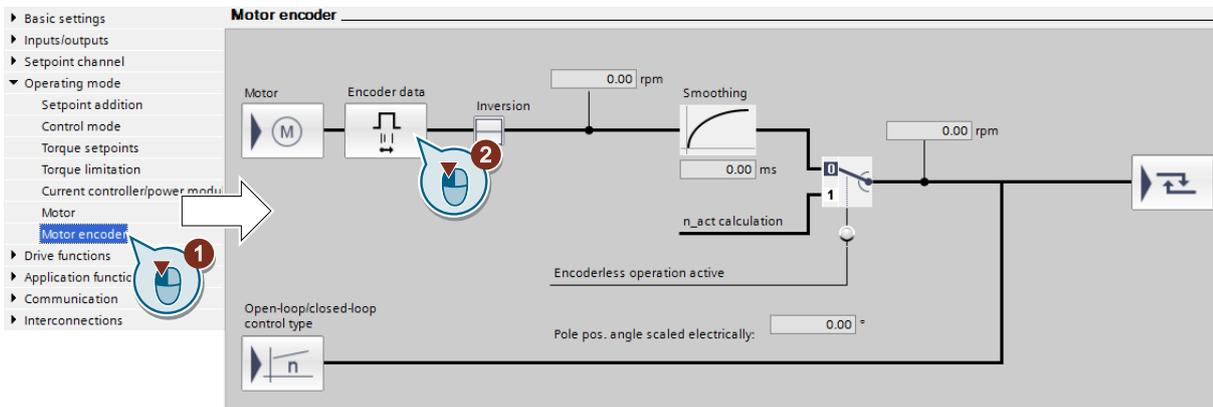 Basic settings
Inputs/outputs
Setpoint channel
Operating mode
Setpoint addition
Control mode
Torque setpoints
Torque limitation
Current controller/power modu
Motor
Motor encoder
Drive functions
Application functic
Communication
Interconnections
1
Motor encoder
Motor
M
Encoder data
Inversion
2
0.00 rpm
Smoothing
0.00 ms
n_act calculation
0
1
0.00 rpm
Encoderless operation active
Open-loop/closed-loop
control type
n
Pole pos. angle scaled electrically: 0.00 °